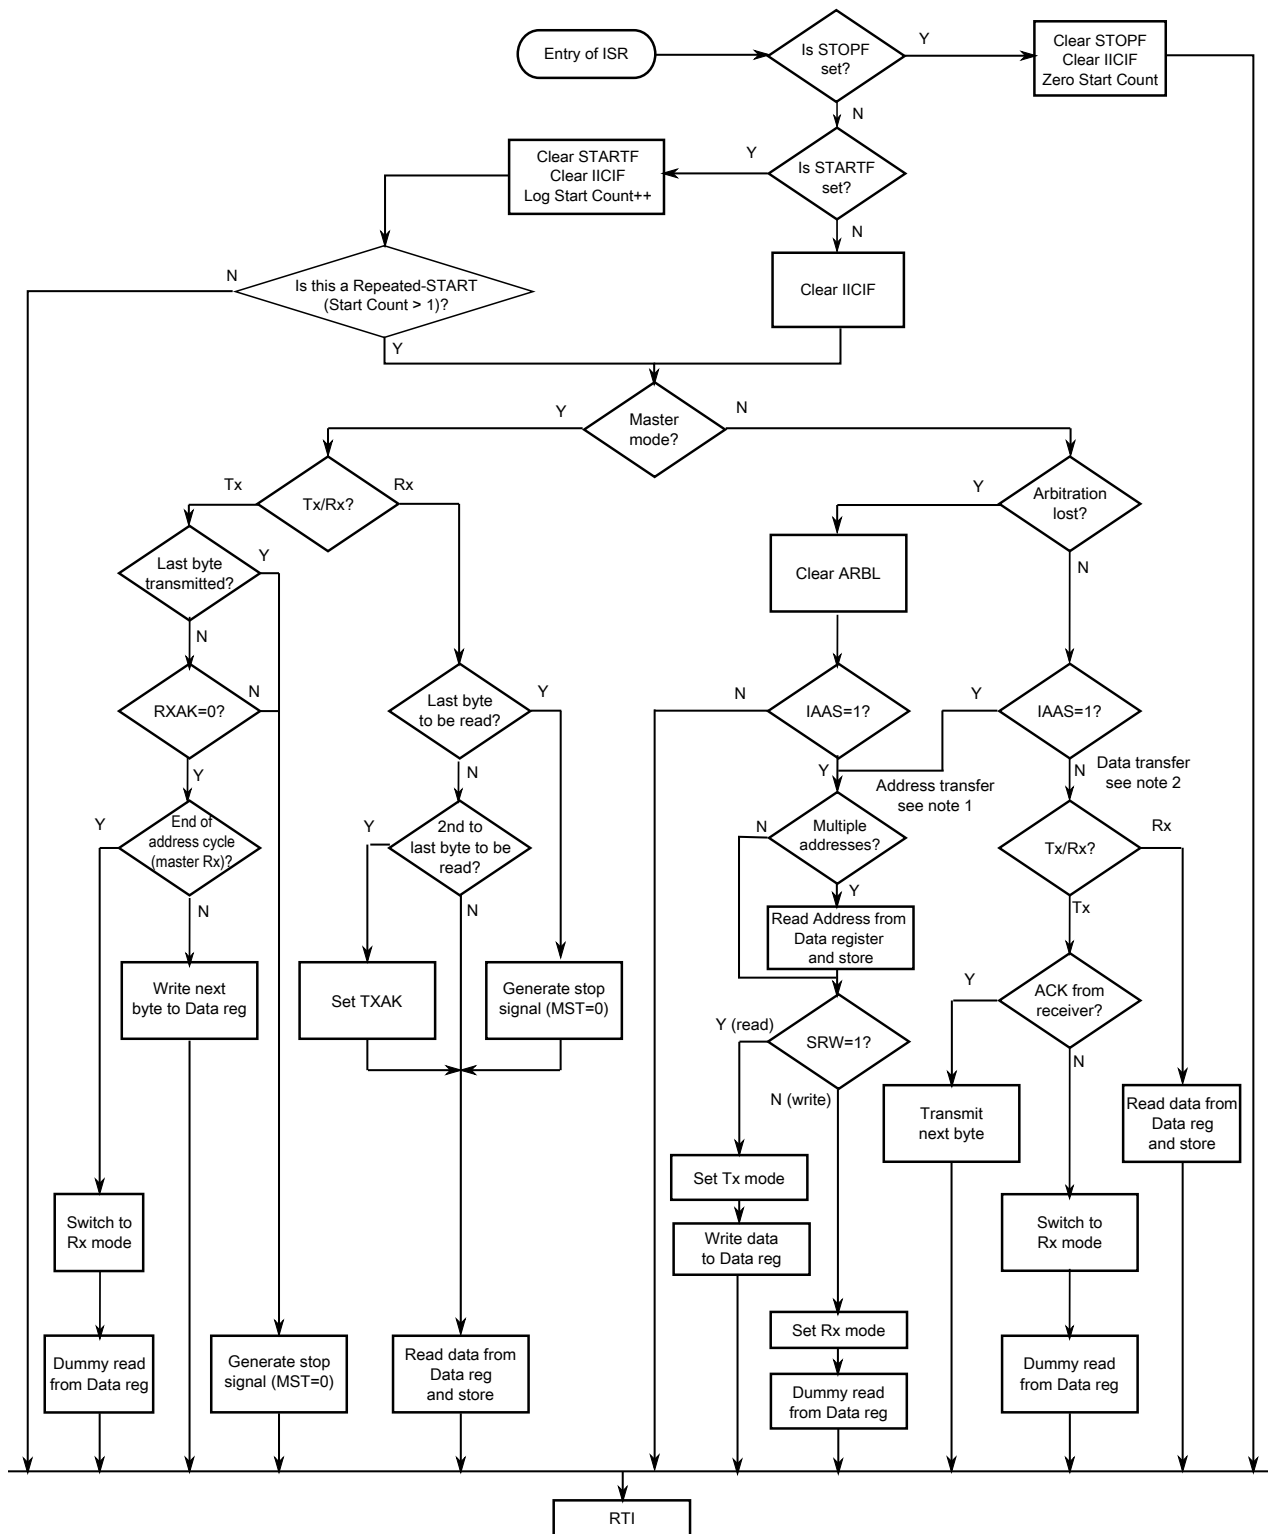 Entry of ISR
Is STOPF
set?
Y
Clear STOPF
Clear IICIF
Zero Start Count
N
Clear STARTF
Clear IICIF
Log Start Count++
Y
Is STARTF
set?
N
N
Is this a Repeated-START
(Start Count > 1)?
Clear IICIF
Y
Y
Master
mode?
N
Tx
Tx/Rx?
Rx
Y
Arbitration
lost?
Last byte
transmitted?
Y
Clear ARBL
N
N
RXAK=0?
N
Last byte
to be read?
Y
N
IAAS=1?
Y
IAAS=1?
Y
N
Y
Address transfer
see note 1
N
Data transfer
see note 2
Y
End of
address cycle
(master Rx)?
Y
2nd to
last byte to be
read?
N
Multiple
addresses?
Tx/Rx?
Rx
N
N
Y
Tx
Read Address from
Data register
and store
Write next
byte to Data reg
Set TXAK
Generate stop
signal (MST=0)
Y
ACK from
receiver?
Y (read)
SRW=1?
N
N (write)
Transmit
next byte
Read data from
Data reg
and store
Set Tx mode
Switch to
Rx mode
Write data
to Data reg
Switch to
Rx mode
Set Rx mode
Dummy read
from Data reg
Generate stop
signal (MST=0)
Read data from
Data reg
and store
Dummy read
from Data reg
Dummy read
from Data reg
RTI